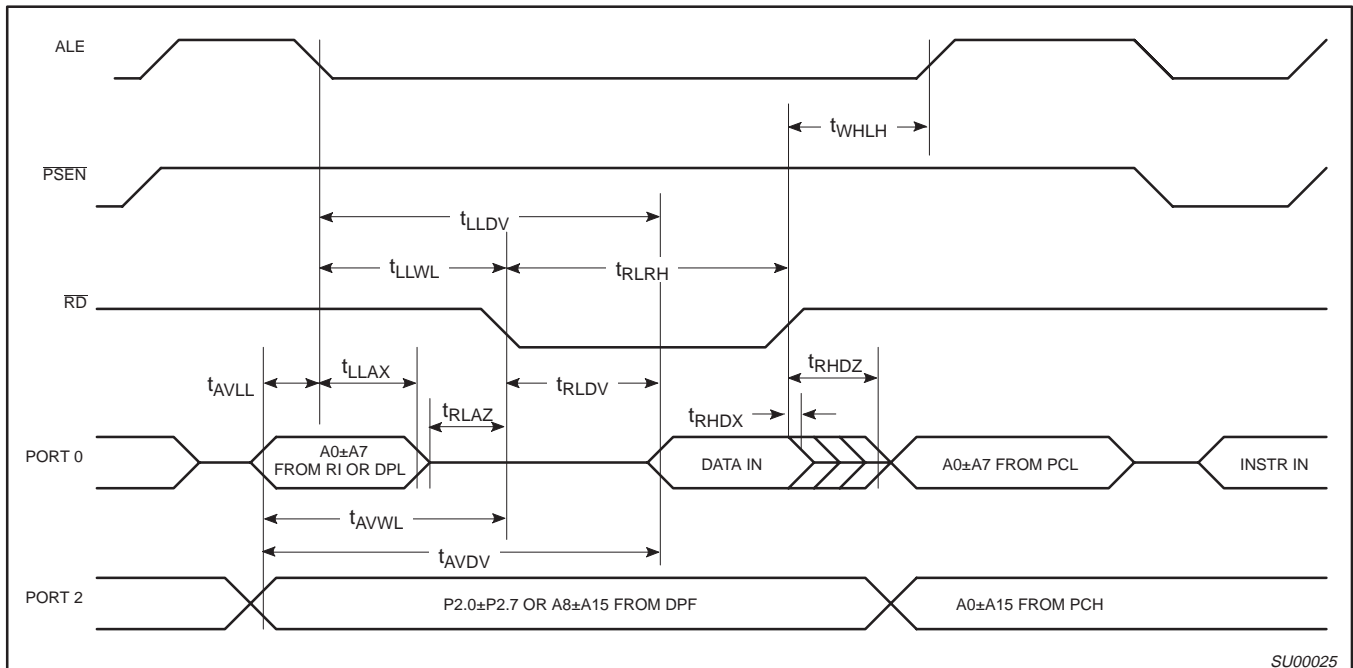 ALE
tWHLH
PSEN
tLLDV
tLLWL
tRLRH
RD
tAVLL
tLLAX
tRLDV
tRHDZ
tRLAZ
tRHDX
PORT 0
A0±A7
FROM RI OR DPL
DATA IN
A0±A7 FROM PCL
INSTR IN
tAVWL
tAVDV
PORT 2
P2.0±P2.7 OR A8±A15 FROM DPF
A0±A15 FROM PCH
SU00025